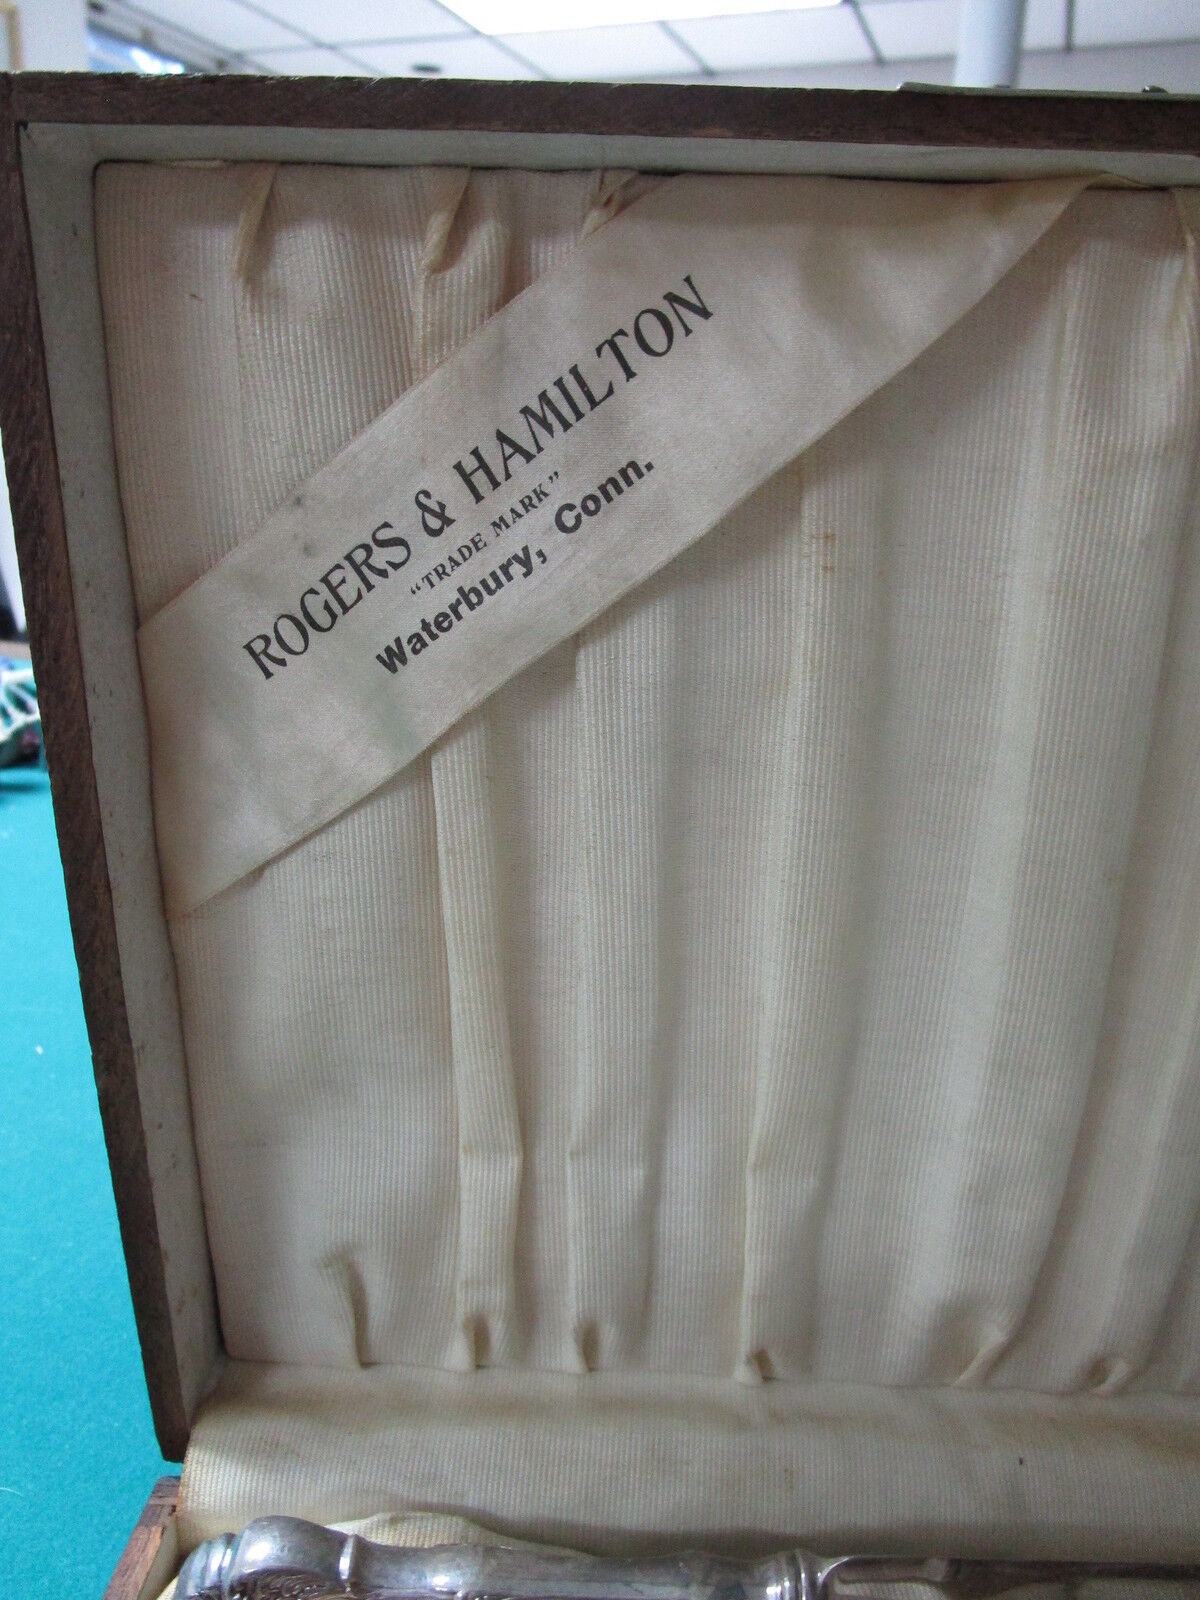 ROGERS & HAMILTON
"TRADE MARK"
Waterbury, Conn.